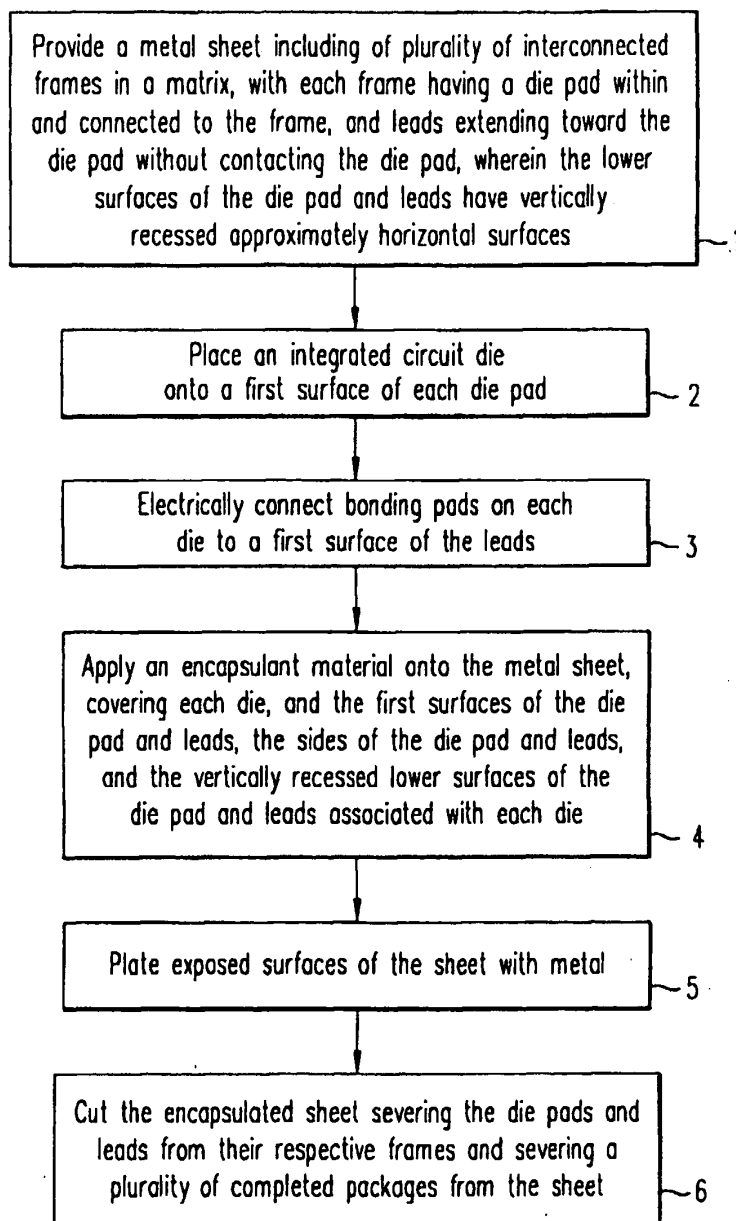 Provide a metal sheet including of plurality of interconnected
frames in a matrix, with each frame having a die pad within
and connected to the frame, and leads extending toward the
die pad without contacting the die pad, wherein the lower
surfaces of the die pad and leads have vertically
recessed approximately horizontal surfaces
Place an integrated circuit die
onto a first surface of each die pad
2
Electrically connect bonding pads on each
die to a first surface of the leads
3
Apply an encapsulant material onto the metal sheet,
covering each die, and the first surfaces of the die
pad and leads, the sides of the die pad and leads,
and the vertically recessed lower surfaces of the
die pad and leads associated with each die
4
Plate exposed surfaces of the sheet with metal
5
Cut the encapsulated sheet severing the die pads and
leads from their respective frames and severing a
plurality of completed packages from the sheet
6